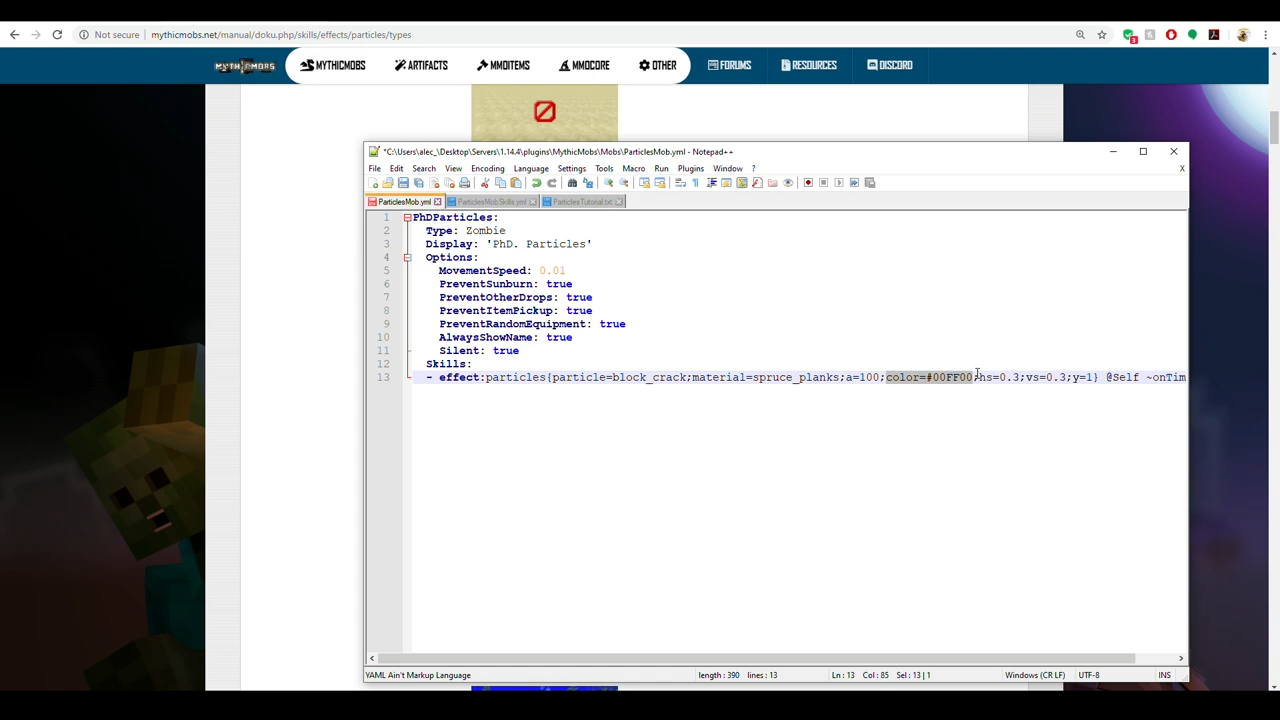 Not secure mythicmobs.net/manual/doku.php/skills/effects/particles/types
3
MYTHICMOBS ARTIFACTS MMOITEMS MMOCORE OTHER FORUMS RESOURCES DISCORD
*C:\Users\alec_\Desktop\Servers\1.14.4\plugins\MythicMobs\Mobs\ParticlesMob.yml - Notepad++
File Edit Search View Encoding Language Settings Tools Macro Run Plugins Window ? X
ParticlesMob.yml ParticlesMobSkills.yml ParticlesTutorial.txt
1 PhDParticles:
2 Type: Zombie
3 Display: 'PhD. Particles'
4 Options:
5 MovementSpeed: 0.01
6 PreventSunburn: true
7 PreventOtherDrops: true
8 PreventItemPickup: true
9 PreventRandomEquipment: true
10 AlwaysShowName: true
11 Silent: true
12 Skills:
13 - effect:particles{particle=block_crack;material=spruce_planks;a=100;color=#00FF00;hs=0.3;vs=0.3;y=1} @Self ~onTim
YAML Ain't Markup Language length : 390 lines : 13 Ln : 13 Col : 85 Sel : 13 | 1 Windows (CR LF) UTF-8 INS